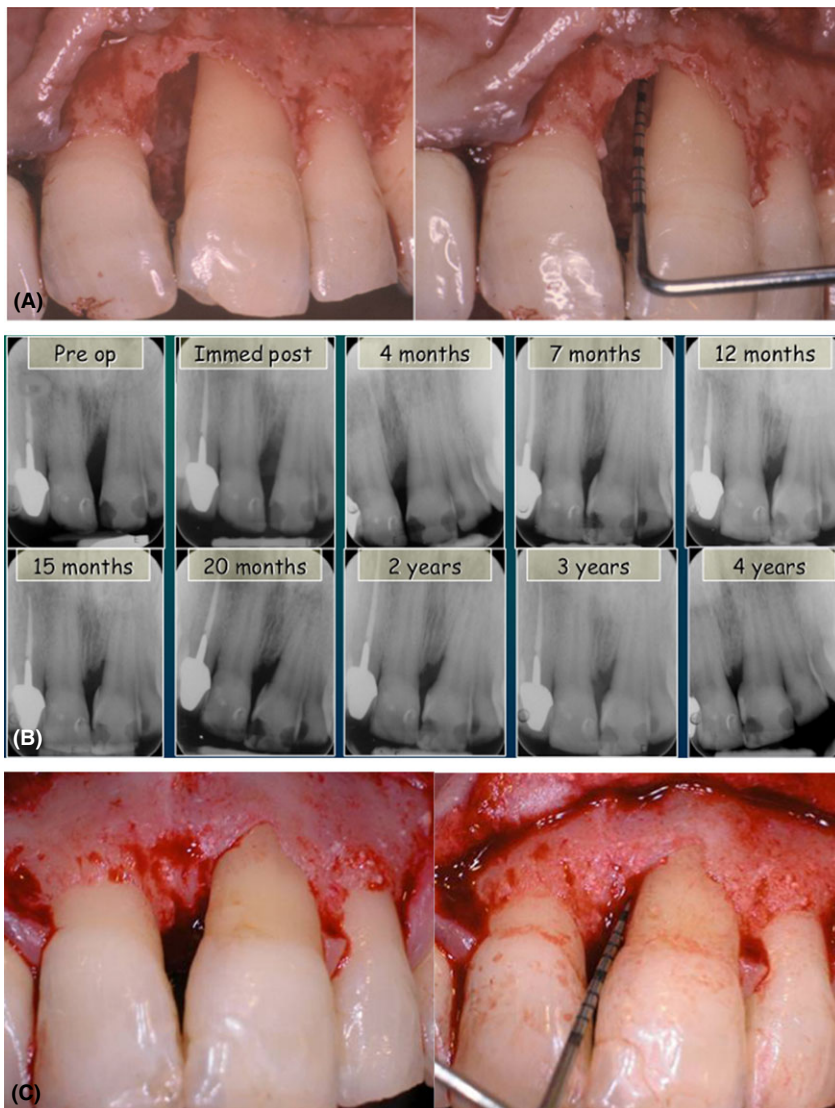 (A)
Pre op
Immed post
4 months
7 months
12 months
15 months
20 months
2 years
3 years
4 years
(B)
(C)